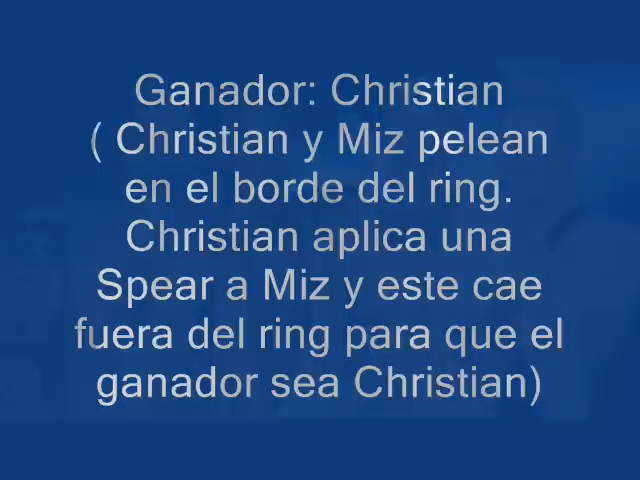 Ganador: Christian
( Christian y Miz pelean
en el borde del ring.
Christian aplica una
Spear a Miz y este cae
fuera del ring para que el
ganador sea Christian)